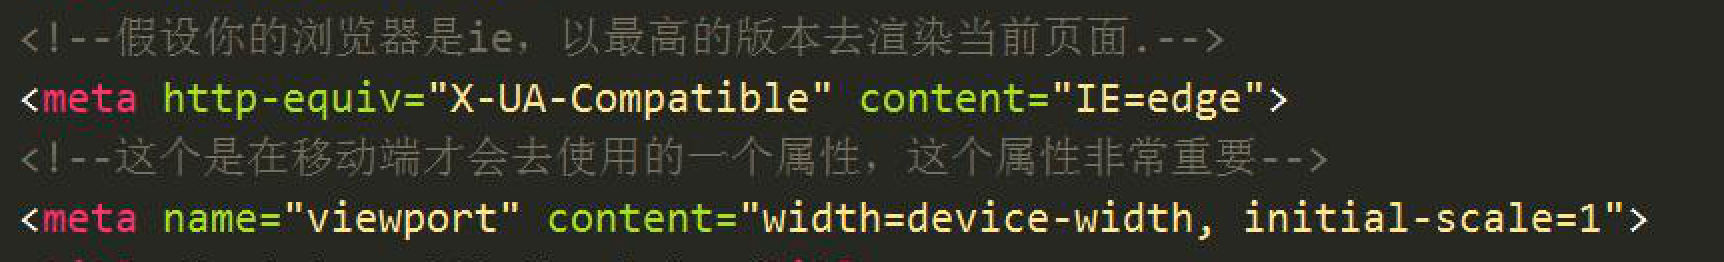 <!--假设你的浏览器是ie，以最高的版本去渲染当前页面.-->
<meta http-equiv="X-UA-Compatible" content="IE=edge">
<!--这个是在移动端才会去使用的一个属性，这个属性非常重要-->
<meta name="viewport" content="width=device-width, initial-scale=1">